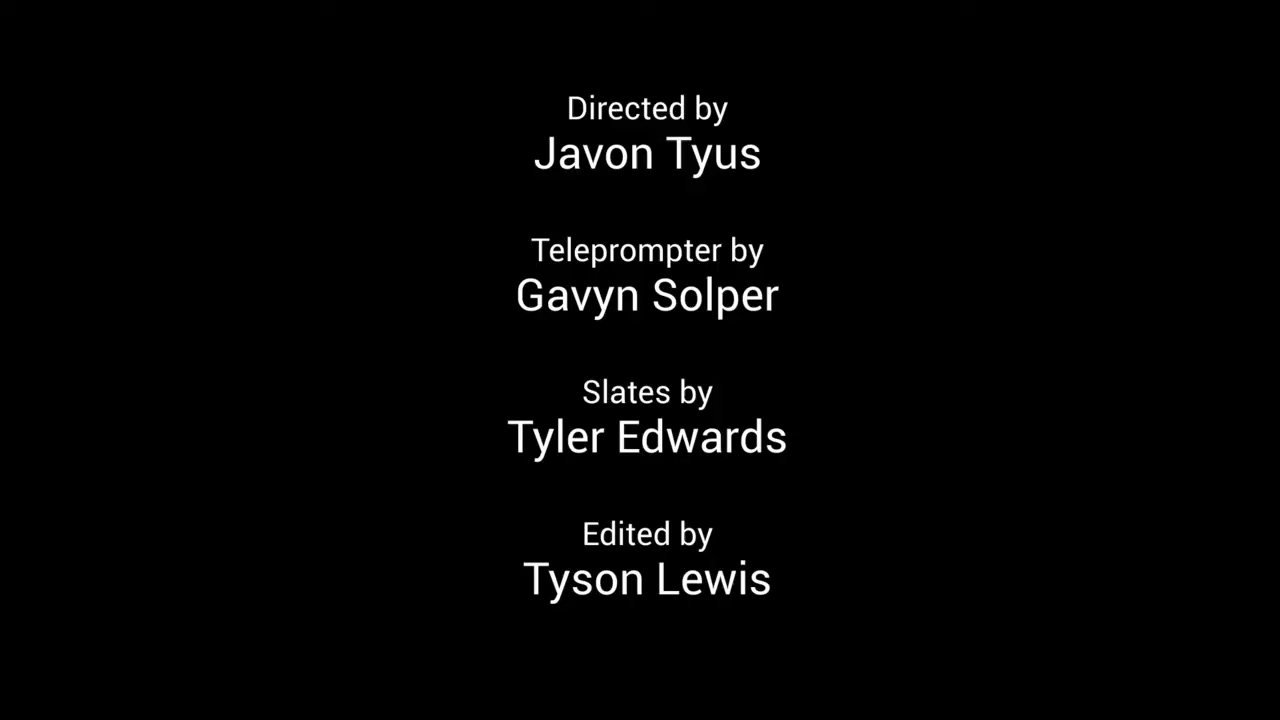 Directed by
Javon Tyus
Teleprompter by
Gavyn Solper
Slates by
Tyler Edwards
Edited by
Tyson Lewis